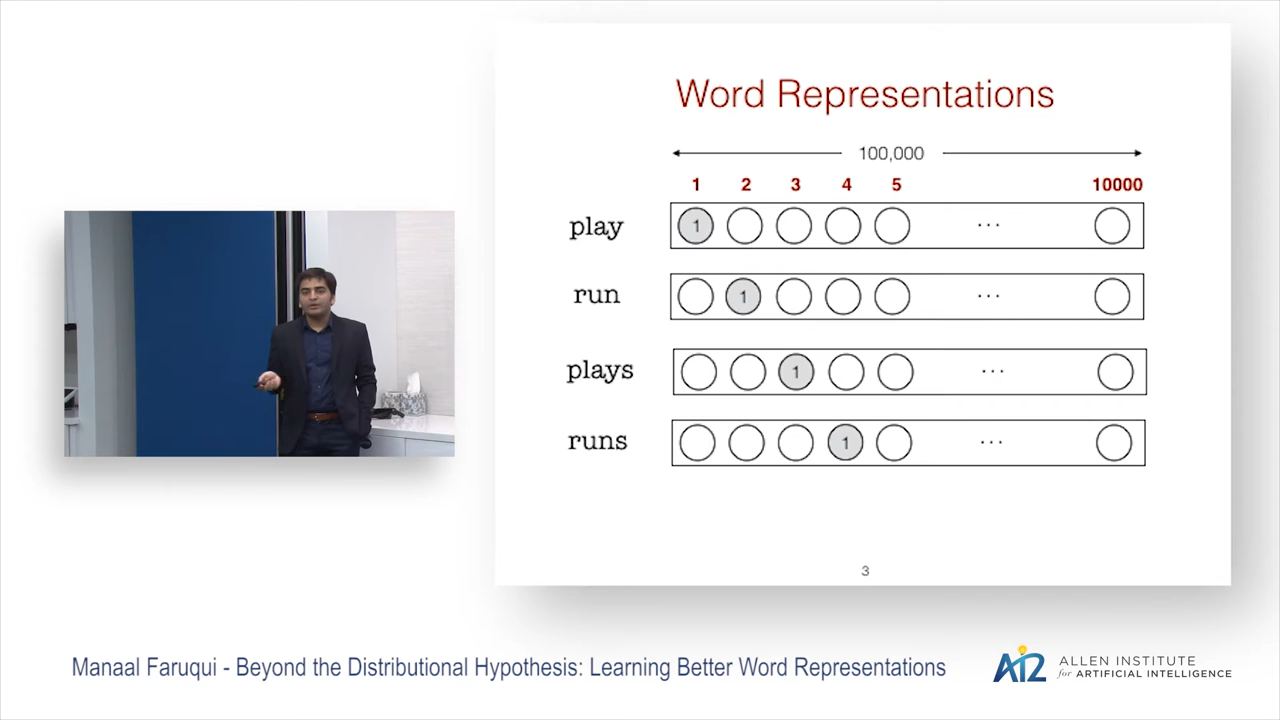 Word Representations
100,000
1 2 3 4 5 10000
play 1 ...
run 1 ...
plays 1 ...
runs 1 ...
3
Manaal Faruqui - Beyond the Distributional Hypothesis: Learning Better Word Representations
AI2 ALLEN INSTITUTE
for ARTIFICIAL INTELLIGENCE